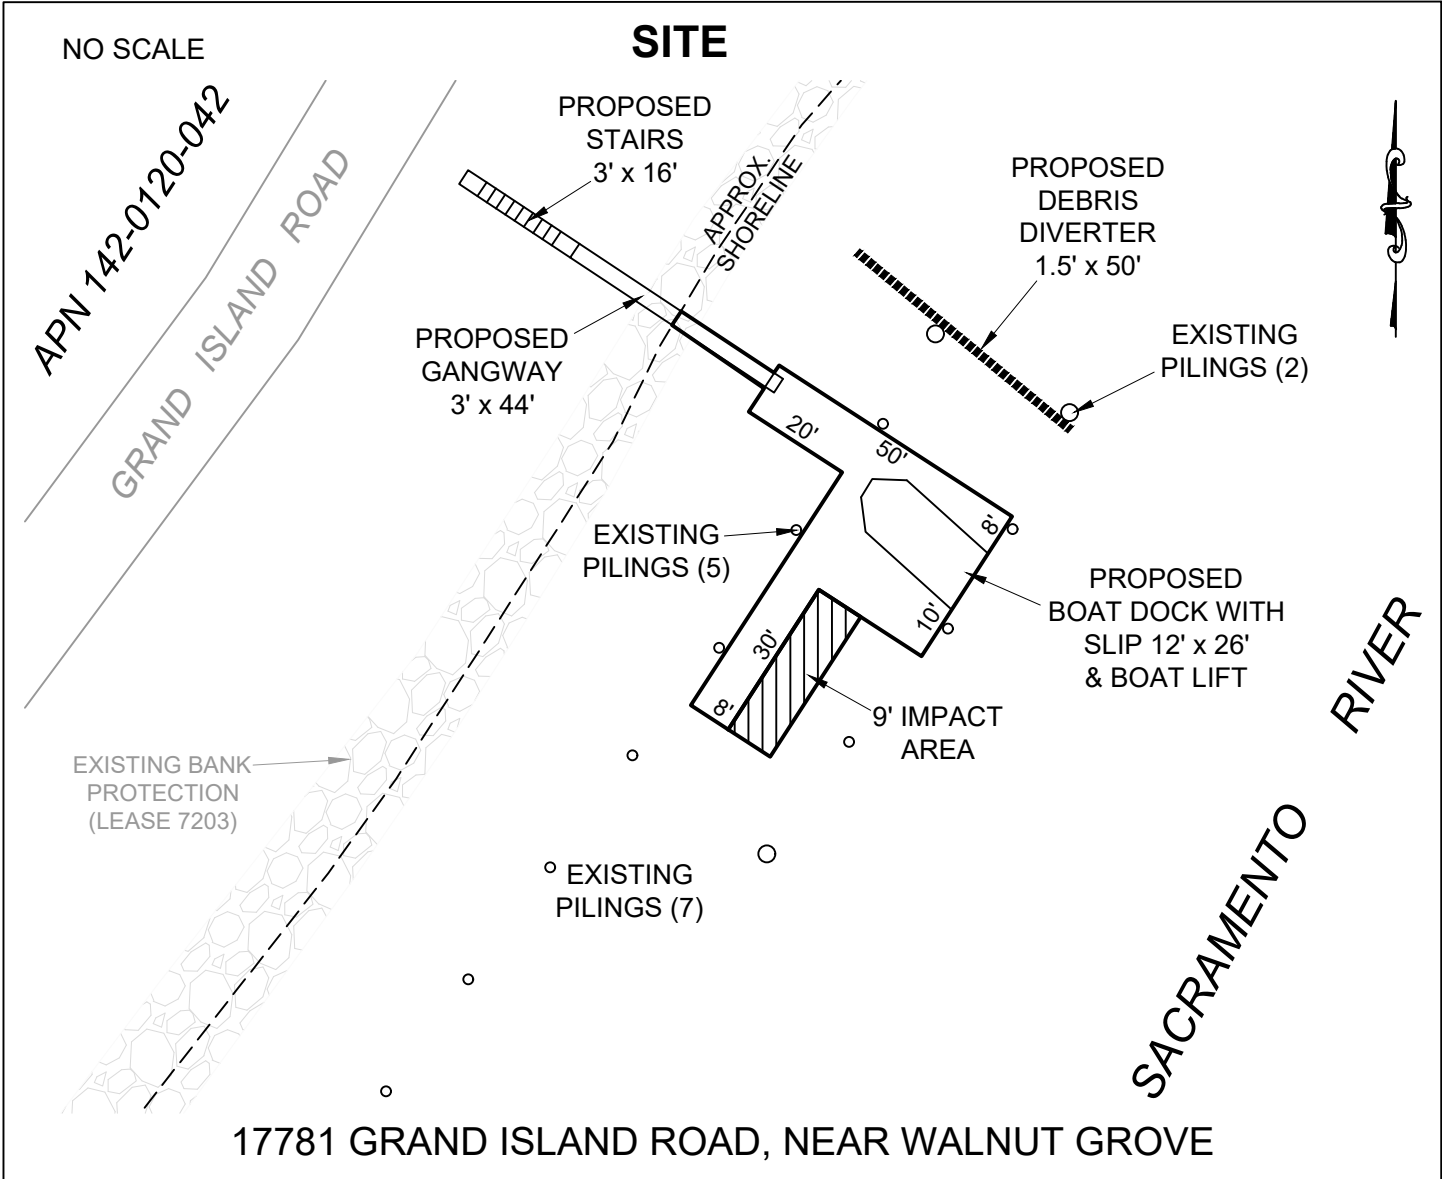 NO SCALE
SITE
APN 142-0120-042
GRAND ISLAND ROAD
PROPOSED
STAIRS
3' x 16'
APPROX.
SHORELINE
PROPOSED
DEBRIS
DIVERTER
1.5' x 50'
EXISTING
PILINGS (2)
PROPOSED
GANGWAY
3' x 44'
20'
50'
8'
10'
30'
8'
EXISTING
PILINGS (5)
PROPOSED
BOAT DOCK WITH
SLIP 12' x 26'
& BOAT LIFT
9' IMPACT
AREA
EXISTING BANK
PROTECTION
(LEASE 7203)
EXISTING
PILINGS (7)
SACRAMENTO RIVER
17781 GRAND ISLAND ROAD, NEAR WALNUT GROVE